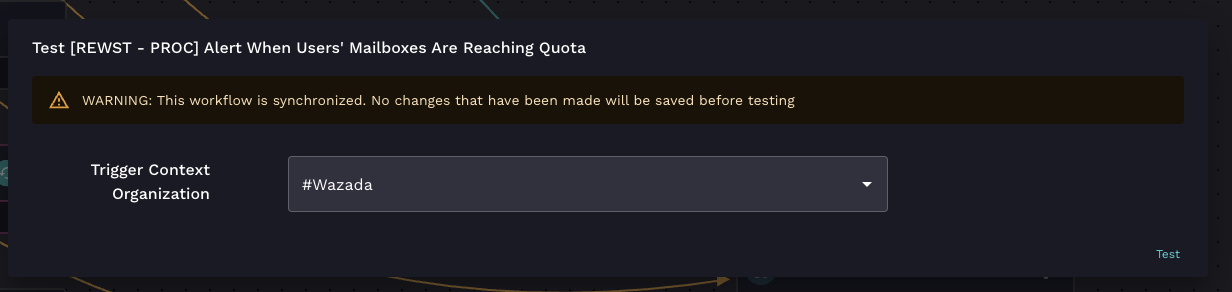 Test [REWST - PROC] Alert When Users' Mailboxes Are Reaching Quota
WARNING: This workflow is synchronized. No changes that have been made will be saved before testing
Trigger Context
Organization
#Wazada
Test